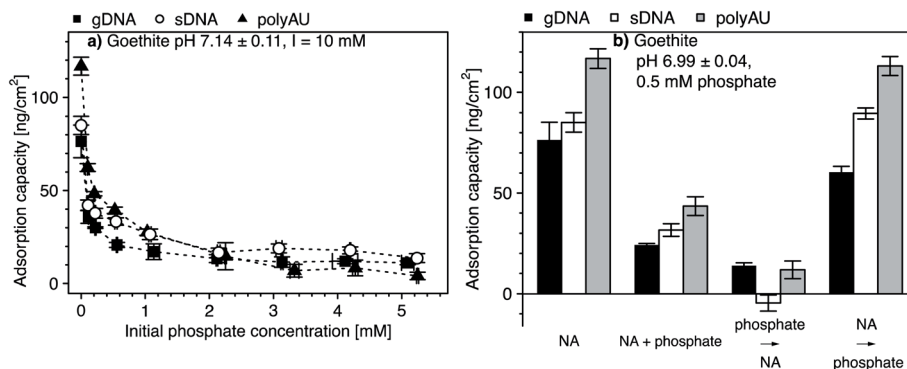 gDNA sDNA polyAU
a) Goethite pH 7.14 ± 0.11, I = 10 mM
Adsorption capacity [ng/cm²]
100
50
0
0 1 2 3 4 5
Initial phosphate concentration [mM]
gDNA sDNA polyAU
b) Goethite
pH 6.99 ± 0.04,
0.5 mM phosphate
Adsorption capacity [ng/cm²]
100
50
0
NA
NA + phosphate
phosphate
→
NA
NA
→
phosphate